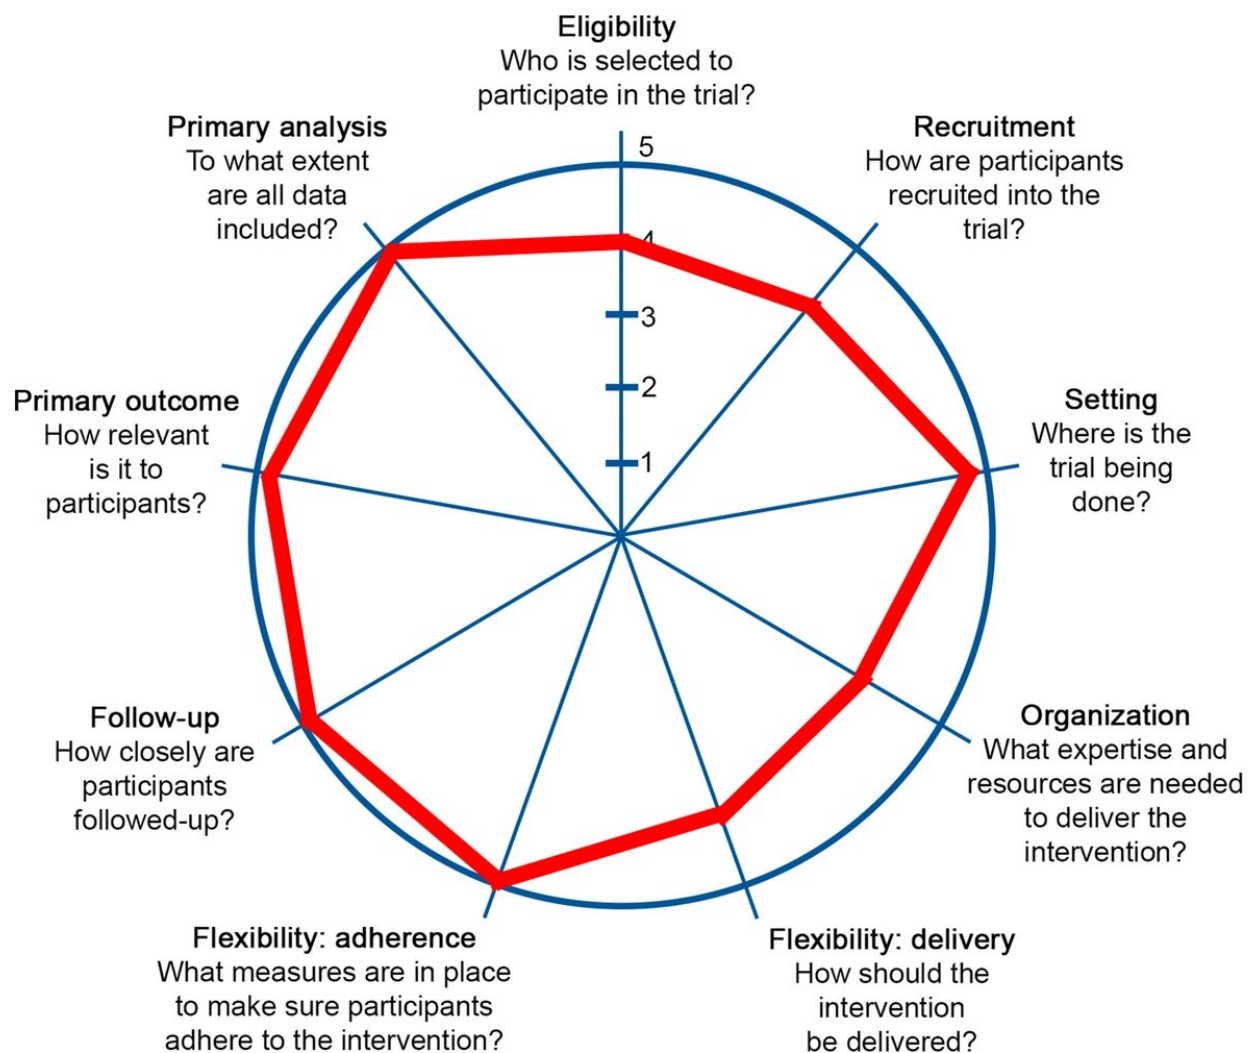 Eligibility
Who is selected to
participate in the trial?
Recruitment
How are participants
recruited into the
trial?
Setting
Where is the
trial being
done?
Organization
What expertise and
resources are needed
to deliver the
intervention?
Flexibility: delivery
How should the
intervention
be delivered?
Flexibility: adherence
What measures are in place
to make sure participants
adhere to the intervention?
Follow-up
How closely are
participants
followed-up?
Primary outcome
How relevant
is it to
participants?
Primary analysis
To what extent
are all data
included?
5
4
3
2
1